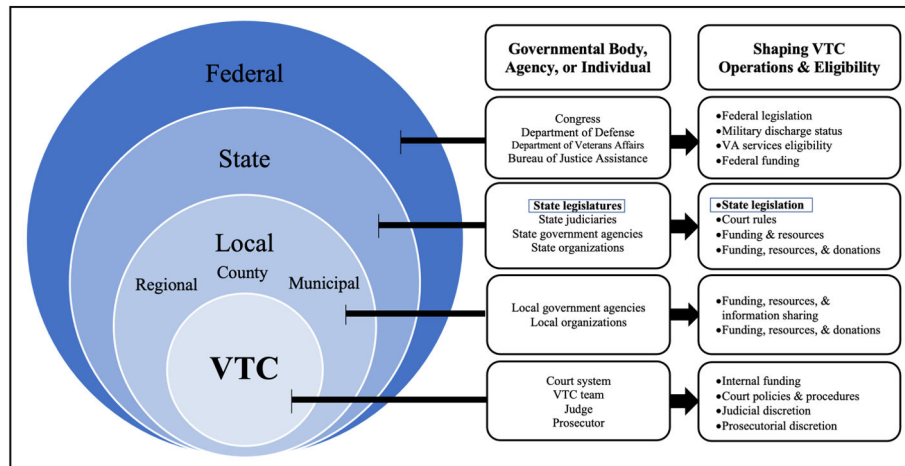 Federal
State
Local
Regional
County
Municipal
VTC
Governmental Body,
Agency, or Individual
Shaping VTC
Operations & Eligibility
Congress
Department of Defense
Department of Veterans Affairs
Bureau of Justice Assistance
•Federal legislation
•Military discharge status
•VA services eligibility
•Federal funding
State legislatures
State judiciaries
State government agencies
State organizations
•State legislation
•Court rules
•Funding & resources
•Funding, resources, & donations
Local government agencies
Local organizations
•Funding, resources, &
information sharing
•Funding, resources, & donations
Court system
VTC team
Judge
Prosecutor
•Internal funding
•Court policies & procedures
•Judicial discretion
•Prosecutorial discretion